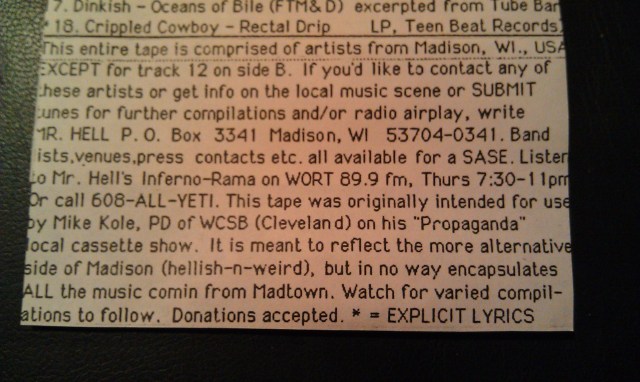 7. Dinkish - Oceans of Bile (FTM& D) excerpted from Tube Bar
* 18. Crippled Cowboy - Rectal Drip LP, Teen Beat Records
This entire tape is comprised of artists from Madison, WI., USA
EXCEPT for track 12 on side B. If you'd like to contact any of
these artists or get info on the local music scene or SUBMIT
tunes for further compilations and/or radio airplay, write
MR. HELL P. O. Box 3341 Madison, WI 53704-0341. Band
lists,venues,press contacts etc. all available for a SASE. Listen
to Mr. Hell's Inferno-Rama on WORT 89.9 fm, Thurs 7:30-11pm
Or call 608-ALL-YETI. This tape was originally intended for use
by Mike Kole, PD of WCSB (Cleveland) on his "Propaganda"
local cassette show. It is meant to reflect the more alternative
side of Madison (hellish-n-weird), but in no way encapsulates
ALL the music comin from Madtown. Watch for varied compil-
ations to follow. Donations accepted. * = EXPLICIT LYRICS